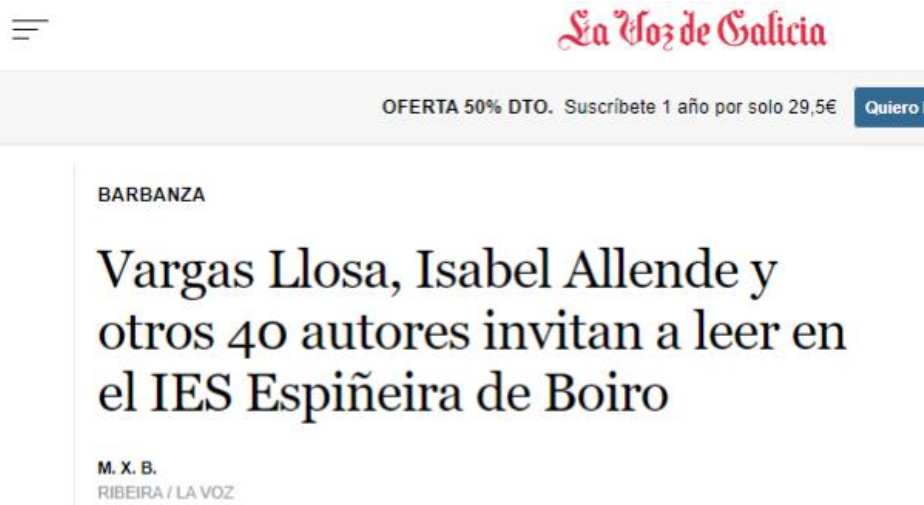 La Voz de Galicia
OFERTA 50% DTO. Suscríbete 1 año por solo 29,5€ Quiero
BARBANZA
Vargas Llosa, Isabel Allende y
otros 40 autores invitan a leer en
el IES Espiñeira de Boiro
M. X. B.
RIBEIRA / LA VOZ